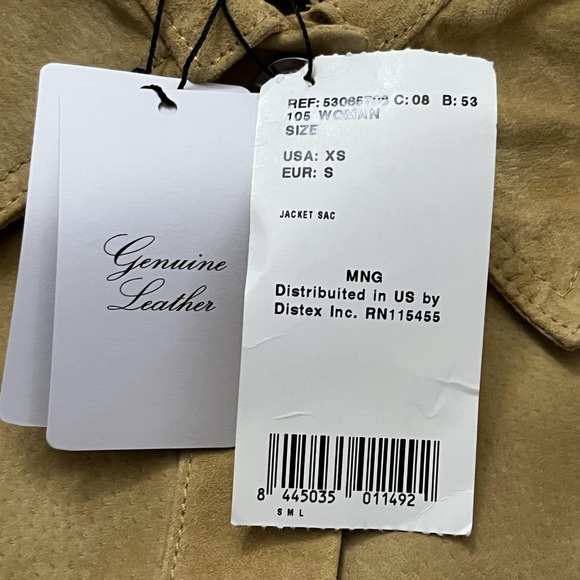 Genuine
Leather
REF: 53065799 C: 08 B: 53
105 WOMAN
SIZE
USA: XS
EUR: S
JACKET SAC
MNG
Distribuited in US by
Distex Inc. RN115455
8 445035 011492
S M L